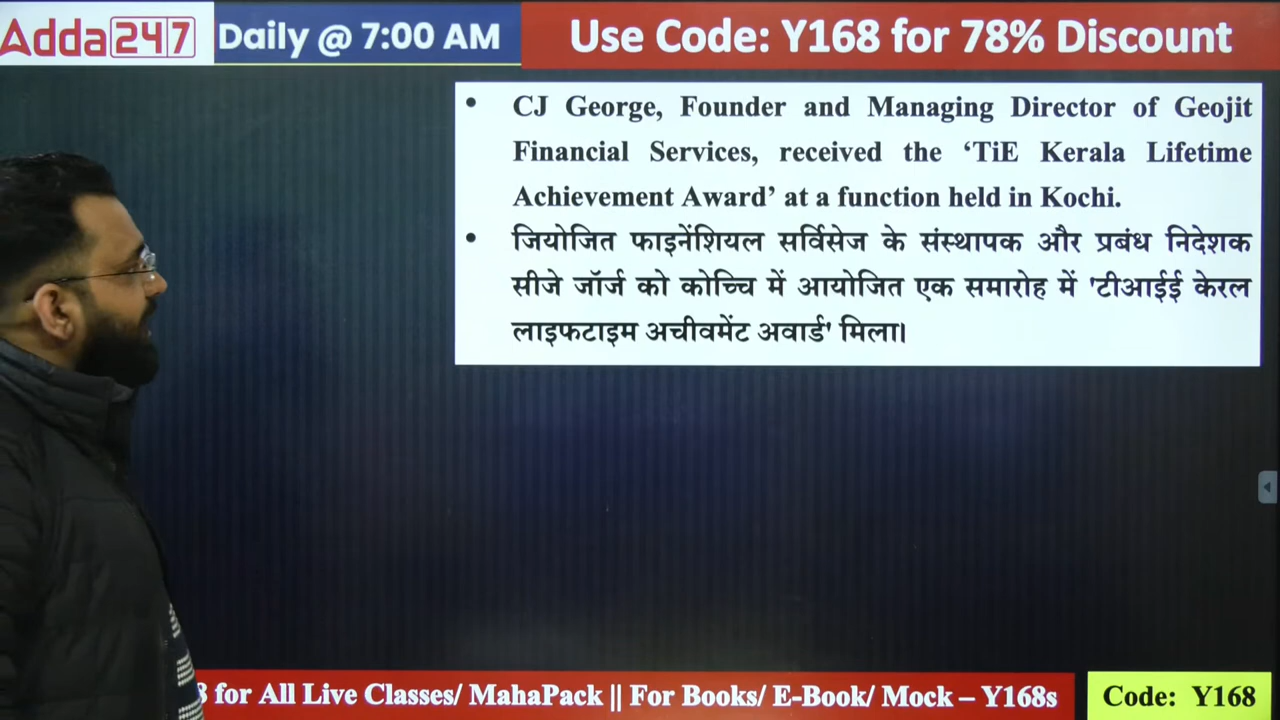 Adda247
Daily @ 7:00 AM
Use Code: Y168 for 78% Discount
• CJ George, Founder and Managing Director of Geojit
Financial Services, received the ‘TiE Kerala Lifetime
Achievement Award’ at a function held in Kochi.
• जियोजित फाइनेंशियल सर्विसेज के संस्थापक और प्रबंध निदेशक
सीजे जॉर्ज को कोच्चि में आयोजित एक समारोह में 'टीआईई केरल
लाइफटाइम अचीवमेंट अवार्ड' मिला।
8 for All Live Classes/ MahaPack || For Books/ E-Book/ Mock – Y168s
Code: Y168